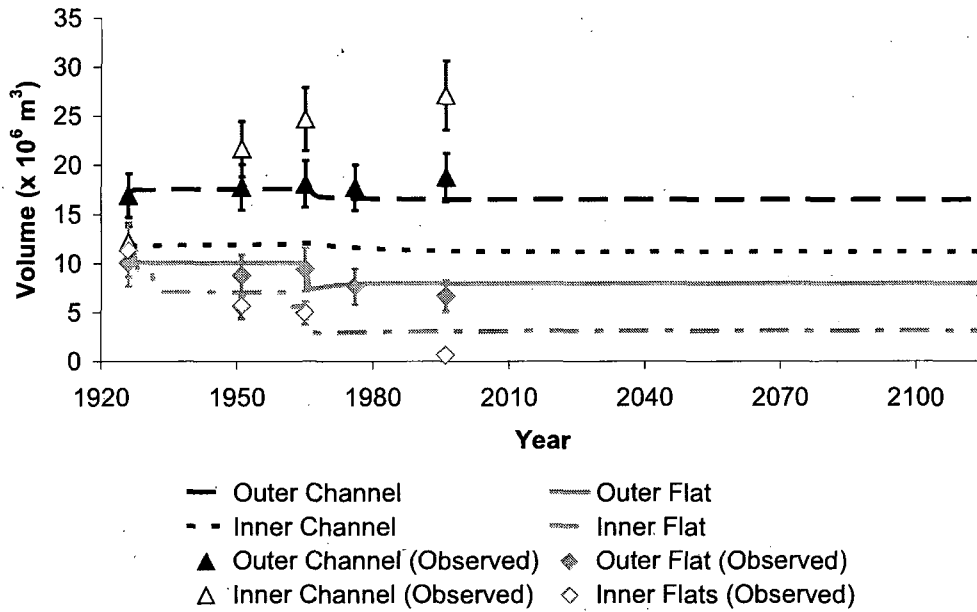 Volume (x 10⁶ m³)
35
30
25
20
15
10
5
0
1920 1950 1980 2010 2040 2070 2100
Year
Outer Channel Outer Flat
Inner Channel Inner Flat
Outer Channel (Observed) Outer Flat (Observed)
Inner Channel (Observed) Inner Flats (Observed)